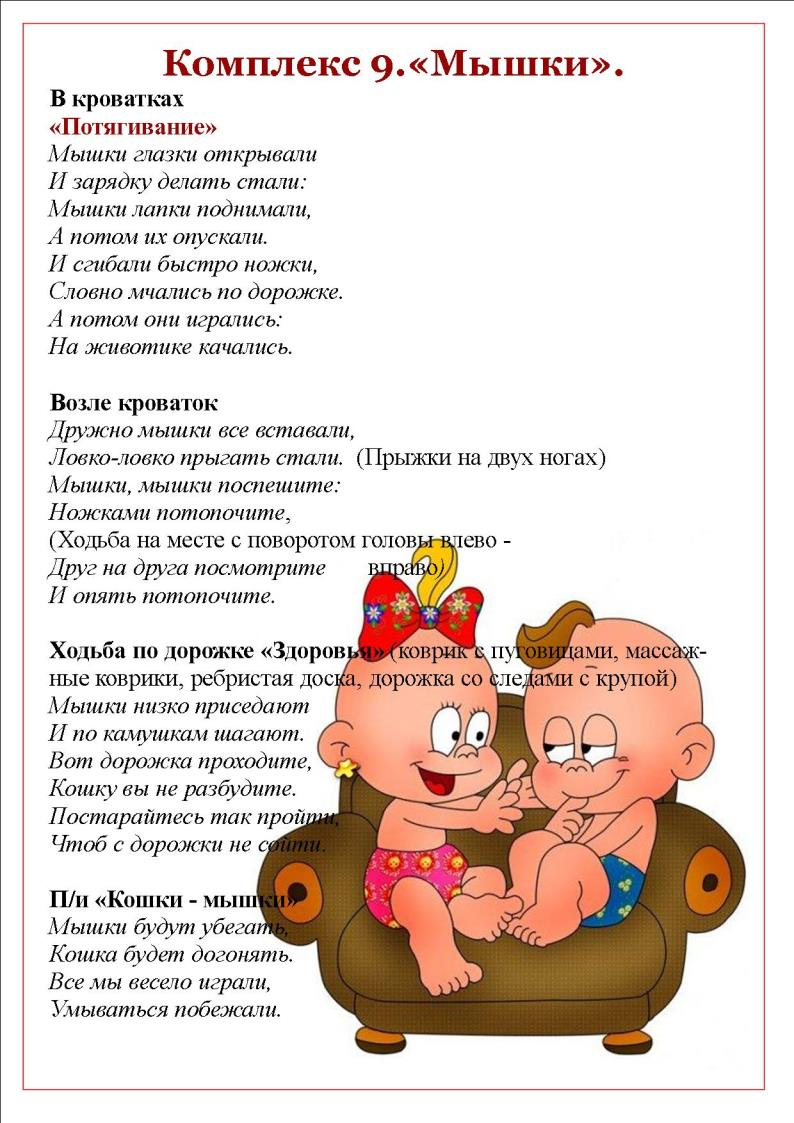 Комплекс 9.«Мышки».
В кроватках
«Потягивание»
Мышки глазки открывали
И зарядку делать стали:
Мышки лапки поднимали,
А потом их опускали.
И сгибали быстро ножки,
Словно мчались по дорожке.
А потом они игрались:
На животике качались.
Возле кроваток
Дружно мышки все вставали,
Ловко-ловко прыгать стали. (Прыжки на двух ногах)
Мышки, мышки поспешите:
Ножками потопочите,
(Ходьба на месте с поворотом головы влево -
Друг на друга посмотрите вправо)
И опять потопочите.
Ходьба по дорожке «Здоровья» (коврик с пуговицами, массаж-
ные коврики, ребристая доска, дорожка со следами с крупой)
Мышки низко приседают
И по камушкам шагают.
Вот дорожка проходите,
Кошку вы не разбудите.
Постарайтесь так пройти,
Чтоб с дорожки не сойти.
П/и «Кошки - мышки»
Мышки будут убегать,
Кошка будет догонять.
Все мы весело играли,
Умываться побежали.